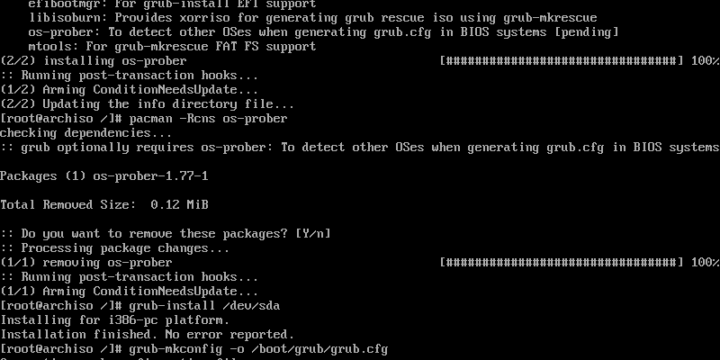 efibootmgr: For grub-install EFI support
libisoburn: Provides xorriso for generating grub rescue iso using grub-mkrescue
os-prober: To detect other OSes when generating grub.cfg in BIOS systems [pending]
mtools: For grub-mkrescue FAT FS support
(2/2) installing os-prober [################################] 100%
:: Running post-transaction hooks...
(1/2) Arming ConditionNeedsUpdate...
(2/2) Updating the info directory file...
[root@archiso /]# pacman -Rcns os-prober
checking dependencies...
:: grub optionally requires os-prober: To detect other OSes when generating grub.cfg in BIOS systems
Packages (1) os-prober-1.77-1
Total Removed Size: 0.12 MiB
:: Do you want to remove these packages? [Y/n]
:: Processing package changes...
(1/1) removing os-prober [################################] 100%
:: Running post-transaction hooks...
(1/1) Arming ConditionNeedsUpdate...
[root@archiso /]# grub-install /dev/sda
Installing for i386-pc platform.
Installation finished. No error reported.
[root@archiso /]# grub-mkconfig -o /boot/grub/grub.cfg